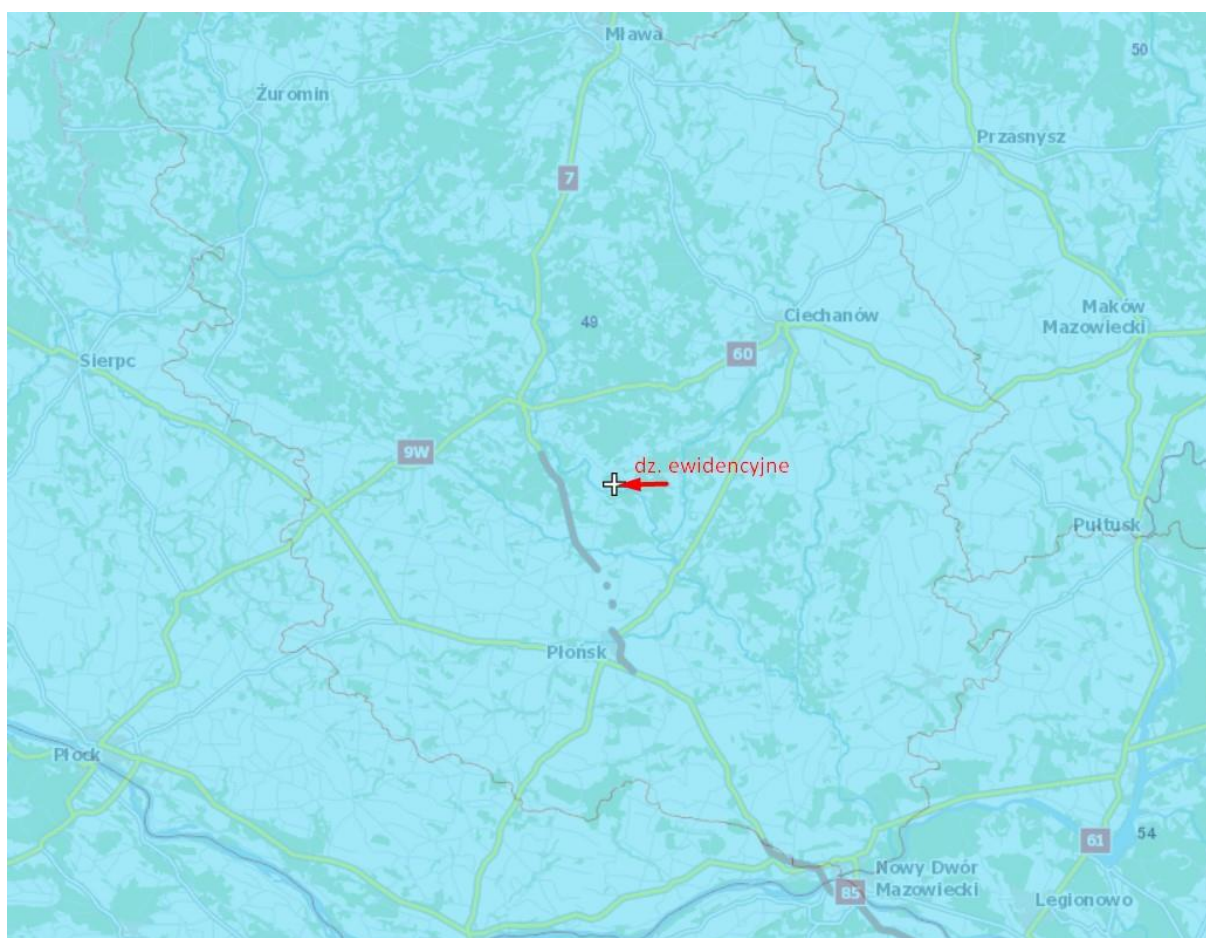 Mława
50
Żuromin
Przasnysz
7
Ciechanów
Maków
Mazowiecki
49
60
Sierpc
9W
dz. ewidencyjne
Pułtusk
Płońsk
Płock
54
61
Nowy Dwór
Mazowiecki
85
Legionowo